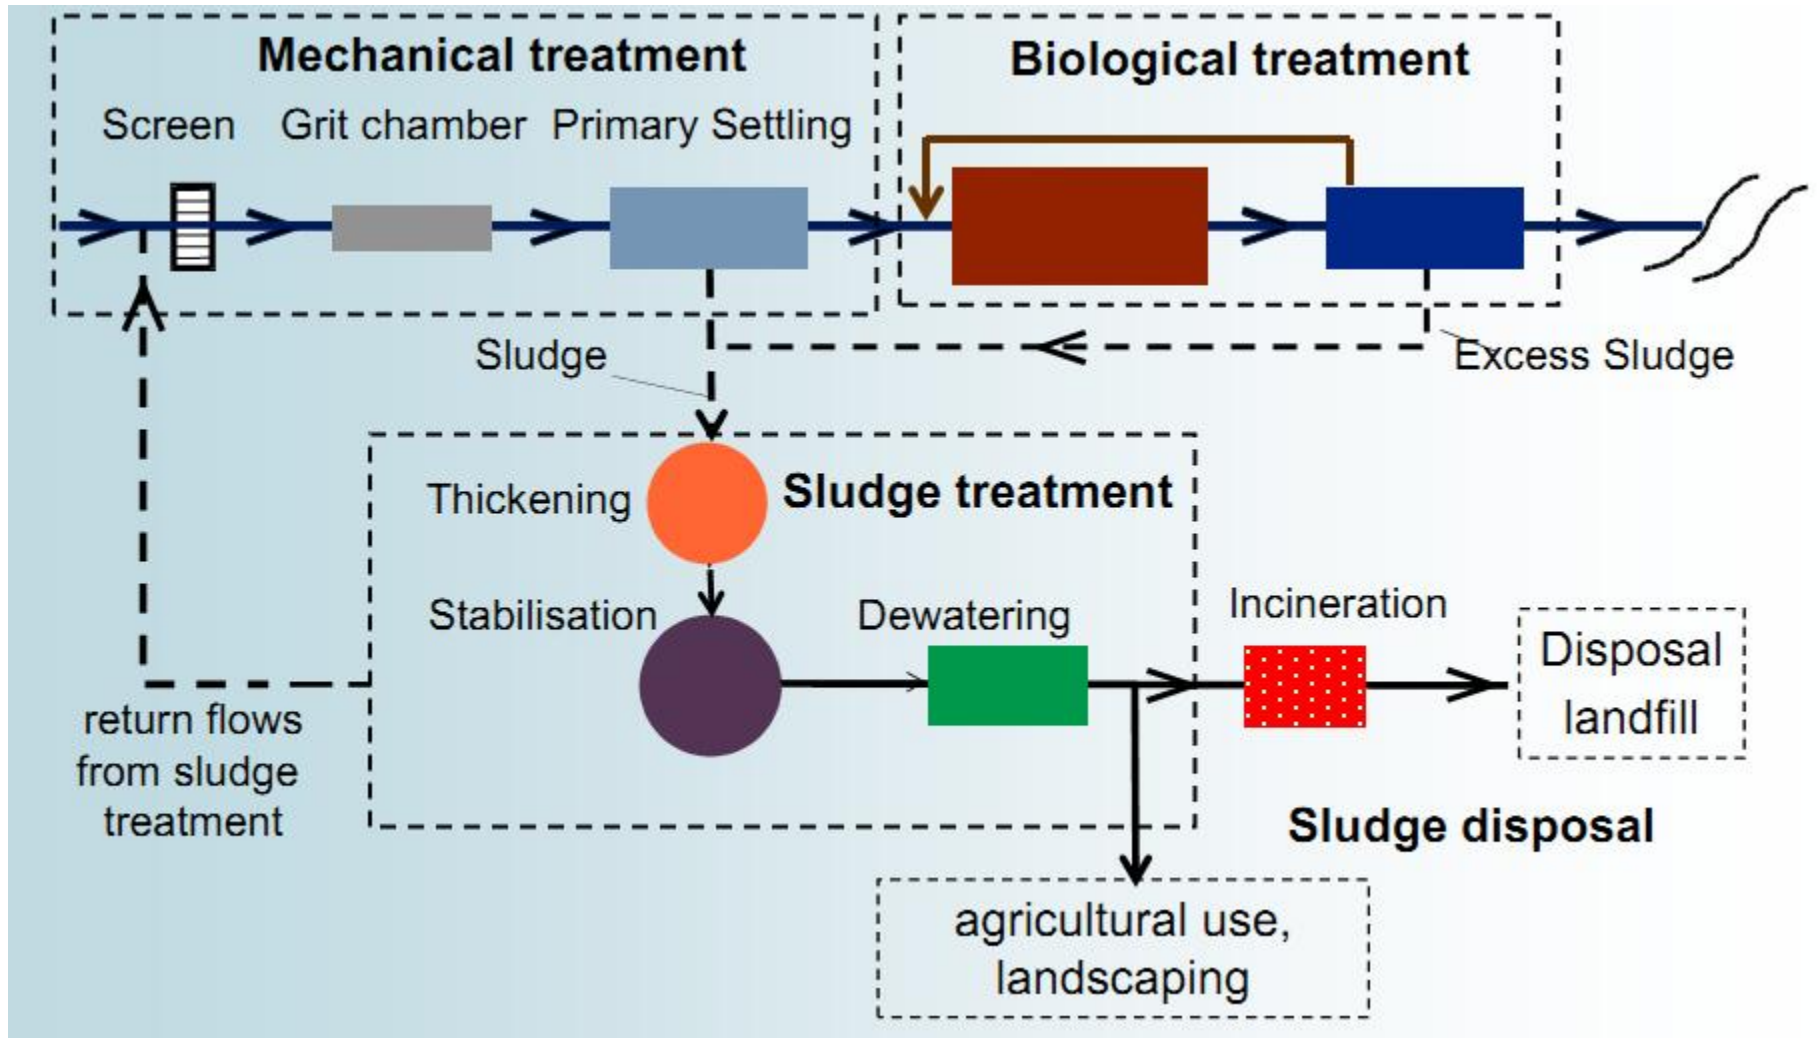 Mechanical treatment
Biological treatment
Screen
Grit chamber
Primary Settling
Sludge
Excess Sludge
Thickening
Sludge treatment
Stabilisation
Dewatering
Incineration
Disposal
landfill
return flows
from sludge
treatment
Sludge disposal
agricultural use,
landscaping